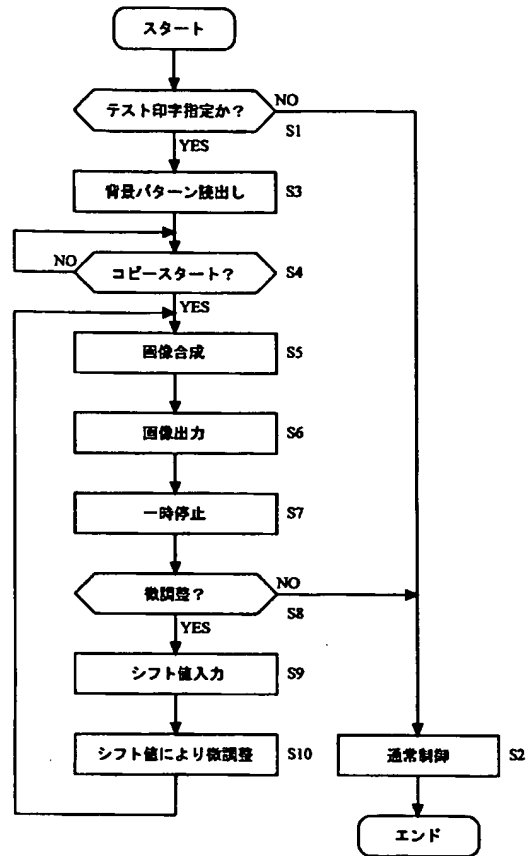 スタート
テスト印字指定か?
NO
S1
YES
背景パターン読出し
S3
NO
コピースタート?
S4
YES
画像合成
S5
画像出力
S6
一時停止
S7
微調整?
NO
S8
YES
シフト値入力
S9
シフト値により微調整
S10
通常制御
S2
エンド